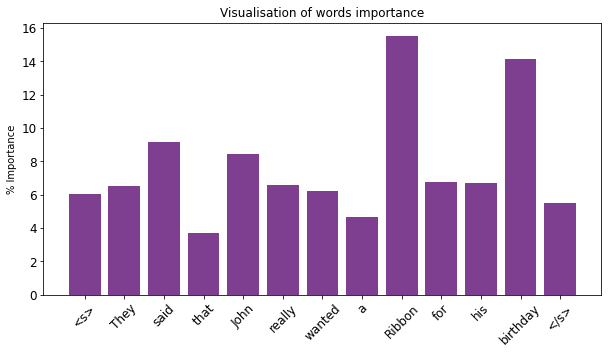 Visualisation of words importance
% Importance
16
14
12
10
8
6
4
2
0
<s>
They
said
that
John
really
wanted
a
Ribbon
for
his
birthday
</s>